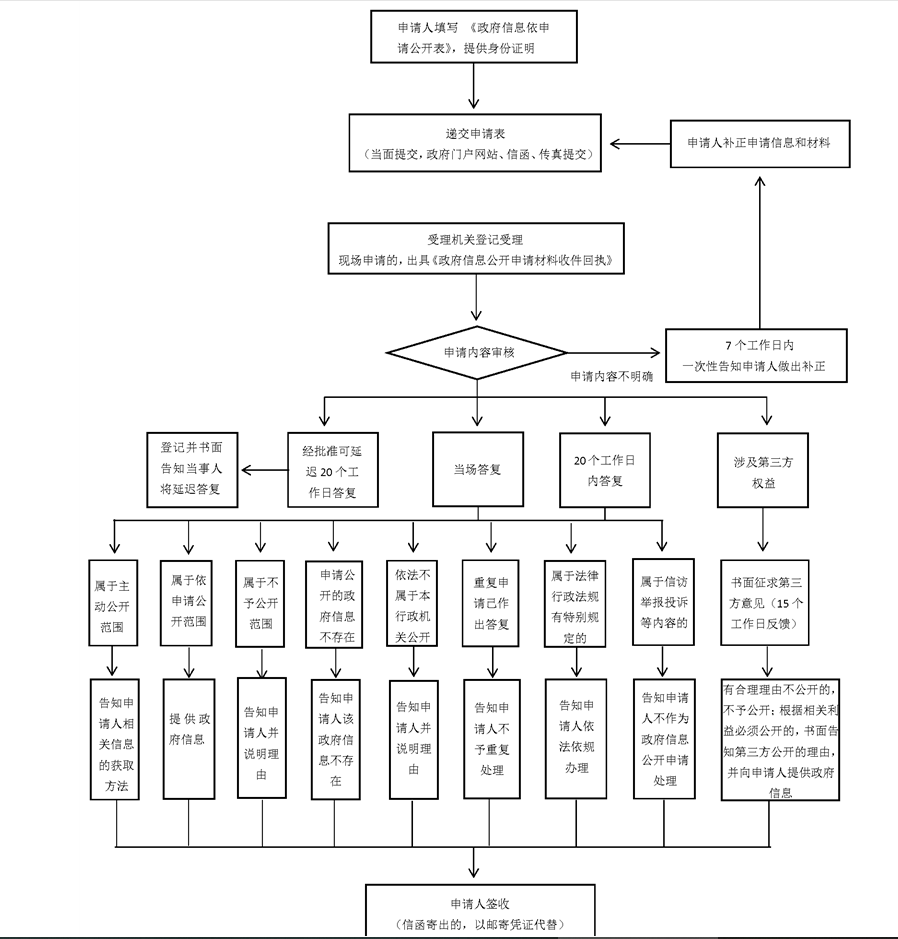 申请人填写 《政府信息依申
请公开表》，提供身份证明
递交申请表
（当面提交，政府门户网站、信函、传真提交）
申请人补正申请信息和材料
受理机关登记受理
现场申请的，出具《政府信息公开申请材料收件回执》
申请内容审核
申请内容不明确
7 个工作日内
一次性告知申请人做出补正
登记并书面
告知当事人
将延迟答复
经批准可延
迟 20 个工
作日答复
当场答复
20 个工作日
内答复
涉及第三方
权益
属于主
动公开
范围
属于依
申请公
开范围
属于不
予公开
范围
申请公
开的政
府信息
不存在
依法不
属于本
行政机
关公开
重复申
请已作
出答复
属于法律
行政法规
有特别规
定的
属于信访
举报投诉
等内容的
书面征求第三
方意见（15 个
工作日反馈）
告知申
请人相
关信息
的获取
方法
提供政
府信息
告知申
请人并
说明理
由
告知申
请人该
政府信
息不存
在
告知申
请人并
说明理
由
告知申
请人不
予重复
处理
告知申
请人依
法依规
办理
告知申请
人不作为
政府信息
公开申请
处理
有合理理由不公开的，
不予公开；根据相关利
益必须公开的，书面告
知第三方公开的理由，
并向申请人提供政府
信息
申请人签收
（信函寄出的，以邮寄凭证代替）